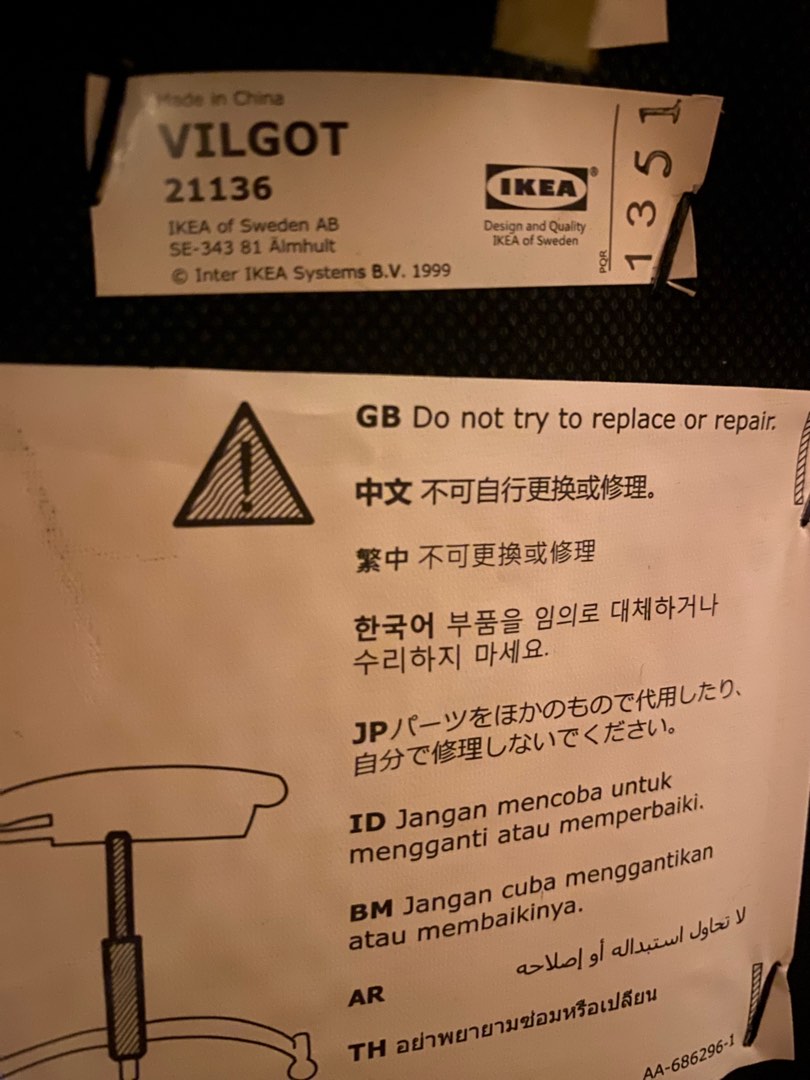 Made in China
VILGOT
21136
IKEA of Sweden AB
SE-343 81 Älmhult
© Inter IKEA Systems B.V. 1999
IKEA®
Design and Quality
IKEA of Sweden
PQR
1351
GB Do not try to replace or repair.
中文 不可自行更换或修理。
繁中 不可更換或修理
한국어 부품을 임의로 대체하거나
수리하지 마세요.
JP パーツをほかのもので代用したり、
自分で修理しないでください。
ID Jangan mencoba untuk
mengganti atau memperbaiki.
BM Jangan cuba menggantikan
atau membaikinya.
لا تحاول استبداله أو إصلاحه
AR
TH อย่าพยายามซ่อมหรือเปลี่ยน
AA-686296-1